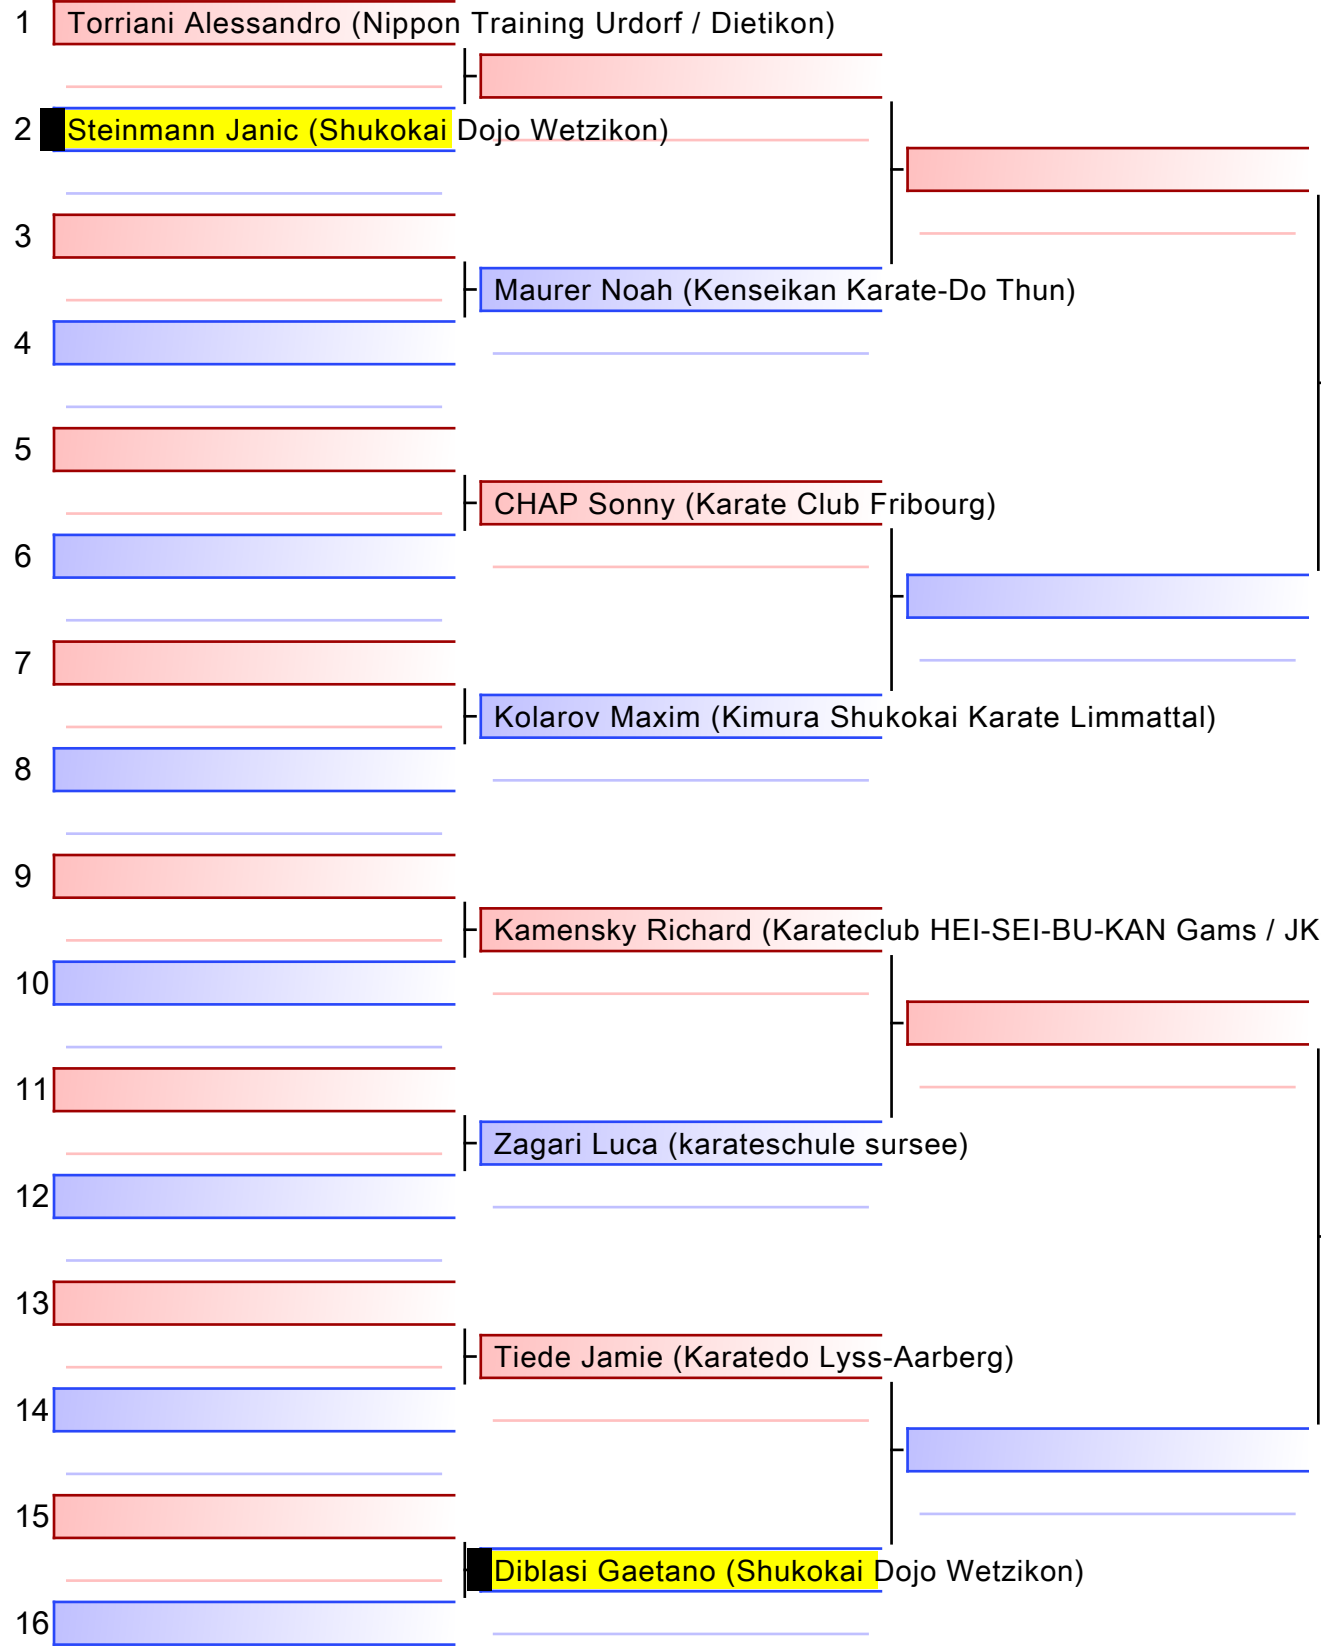 1 Torriani Alessandro (Nippon Training Urdorf / Dietikon)
2 Steinmann Janic (Shukokai Dojo Wetzikon)
3
Maurer Noah (Kenseikan Karate-Do Thun)
4
5
CHAP Sonny (Karate Club Fribourg)
6
7
Kolarov Maxim (Kimura Shukokai Karate Limmattal)
8
9
Kamensky Richard (Karateclub HEI-SEI-BU-KAN Gams / JK
10
11
Zagari Luca (karateschule sursee)
12
13
Tiede Jamie (Karatedo Lyss-Aarberg)
14
15
Diblasi Gaetano (Shukokai Dojo Wetzikon)
16